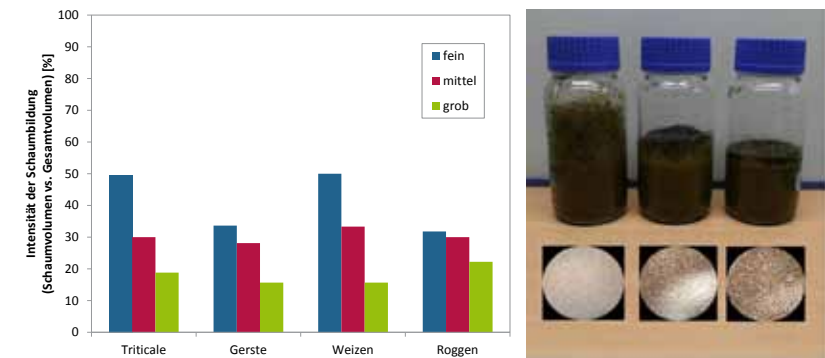 Intensität der Schaumbildung
(Schaumvolumen vs. Gesamtvolumen) [%]
100
90
80
70
60
50
40
30
20
10
0
fein
mittel
grob
Triticale Gerste Weizen Roggen